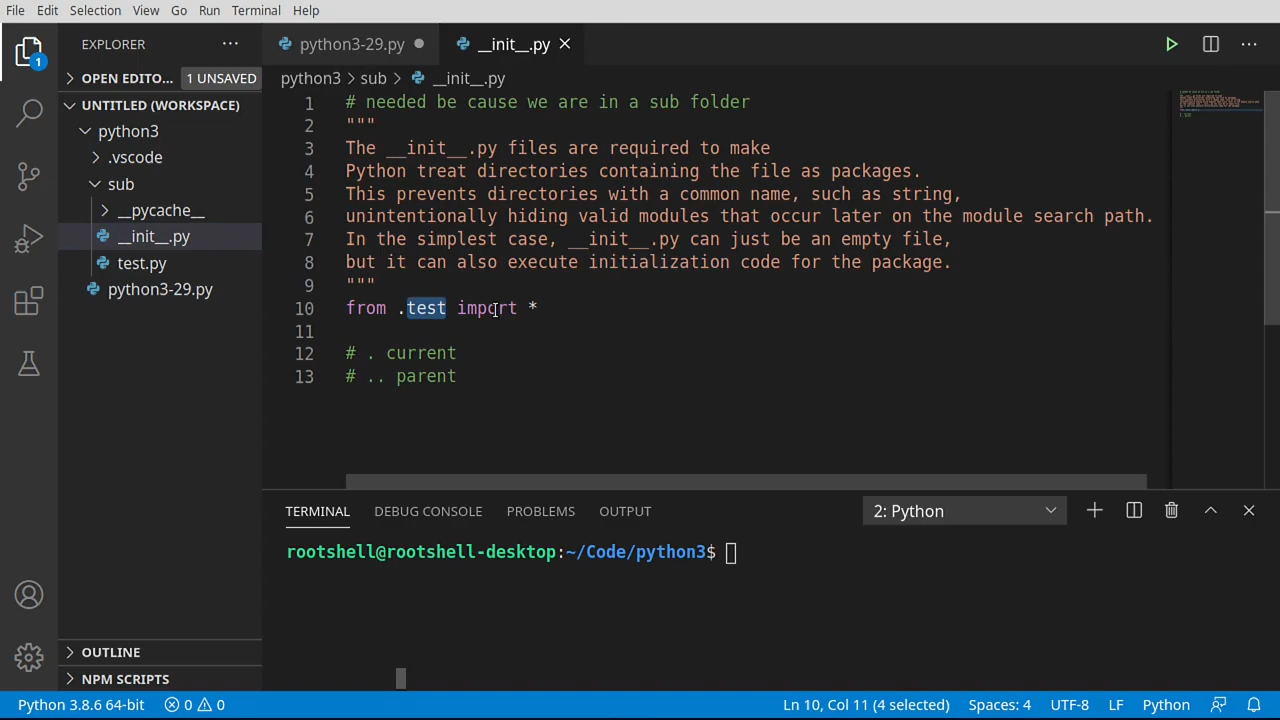 File Edit Selection View Go Run Terminal Help
EXPLORER
python3-29.py
__init__.py
OPEN EDITO... 1 UNSAVED
python3 > sub > __init__.py
UNTITLED (WORKSPACE)
python3
.vscode
sub
__pycache__
__init__.py
test.py
python3-29.py
1
1 # needed be cause we are in a sub folder
2 """
3 The __init__.py files are required to make
4 Python treat directories containing the file as packages.
5 This prevents directories with a common name, such as string,
6 unintentionally hiding valid modules that occur later on the module search path.
7 In the simplest case, __init__.py can just be an empty file,
8 but it can also execute initialization code for the package.
9 """
10 from .test import *
11
12 # . current
13 # .. parent
TERMINAL DEBUG CONSOLE PROBLEMS OUTPUT 2: Python
rootshell@rootshell-desktop:~/Code/python3$
OUTLINE
NPM SCRIPTS
Python 3.8.6 64-bit 0 0 Ln 10, Col 11 (4 selected) Spaces: 4 UTF-8 LF Python